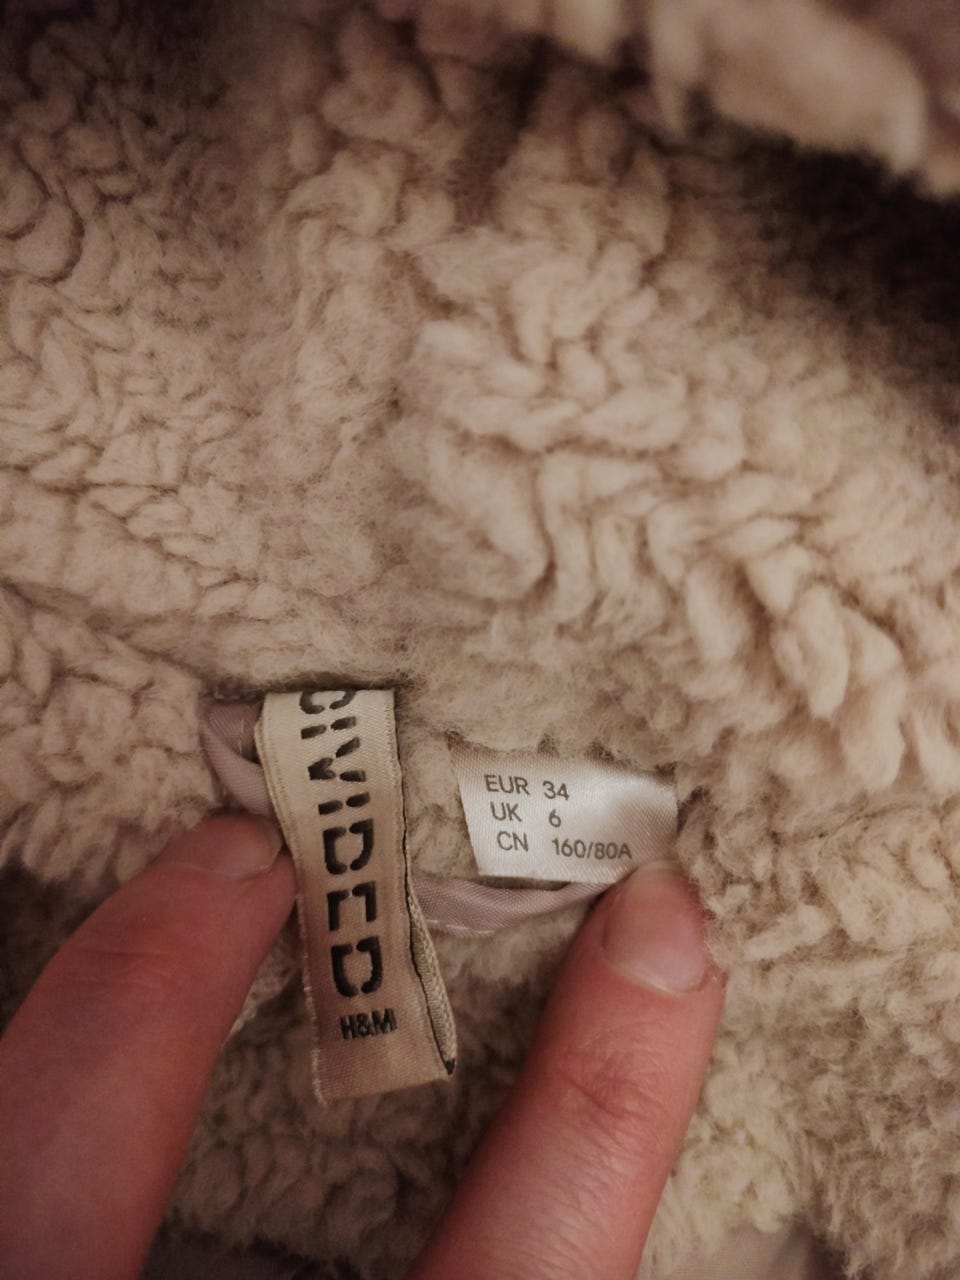 DIVIDED
H&M
EUR 34
UK 6
CN 160/80A